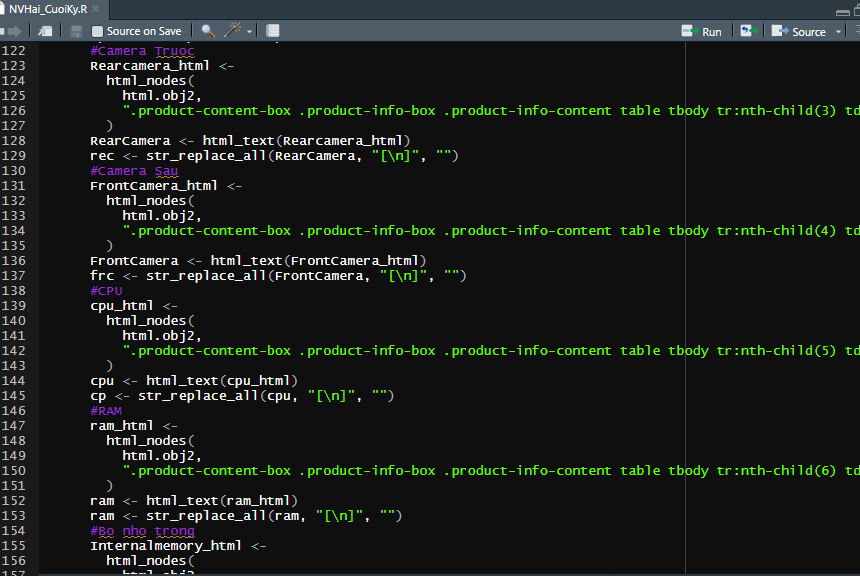 NVHai_CuoiKy.R
Source on Save
Run
Source
122 #Camera Truoc
123 Rearcamera_html <-
124 html_nodes(
125 html.obj2,
126 ".product-content-box .product-info-box .product-info-content table tbody tr:nth-child(3) td
127 )
128 RearCamera <- html_text(Rearcamera_html)
129 rec <- str_replace_all(RearCamera, "[\n]", "")
130 #Camera Sau
131 FrontCamera_html <-
132 html_nodes(
133 html.obj2,
134 ".product-content-box .product-info-box .product-info-content table tbody tr:nth-child(4) td
135 )
136 FrontCamera <- html_text(FrontCamera_html)
137 frc <- str_replace_all(FrontCamera, "[\n]", "")
138 #CPU
139 cpu_html <-
140 html_nodes(
141 html.obj2,
142 ".product-content-box .product-info-box .product-info-content table tbody tr:nth-child(5) td
143 )
144 cpu <- html_text(cpu_html)
145 cp <- str_replace_all(cpu, "[\n]", "")
146 #RAM
147 ram_html <-
148 html_nodes(
149 html.obj2,
150 ".product-content-box .product-info-box .product-info-content table tbody tr:nth-child(6) td
151 )
152 ram <- html_text(ram_html)
153 ram <- str_replace_all(ram, "[\n]", "")
154 #Bo nho trong
155 Internalmemory_html <-
156 html_nodes(
157 html.obj2,